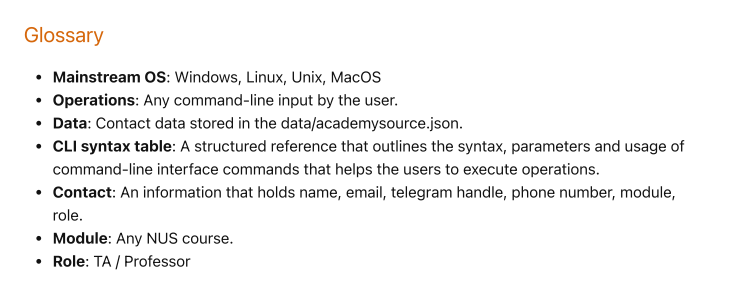 Glossary
• Mainstream OS: Windows, Linux, Unix, MacOS
• Operations: Any command-line input by the user.
• Data: Contact data stored in the data/academysource.json.
• CLI syntax table: A structured reference that outlines the syntax, parameters and usage of
command-line interface commands that helps the users to execute operations.
• Contact: An information that holds name, email, telegram handle, phone number, module,
role.
• Module: Any NUS course.
• Role: TA / Professor